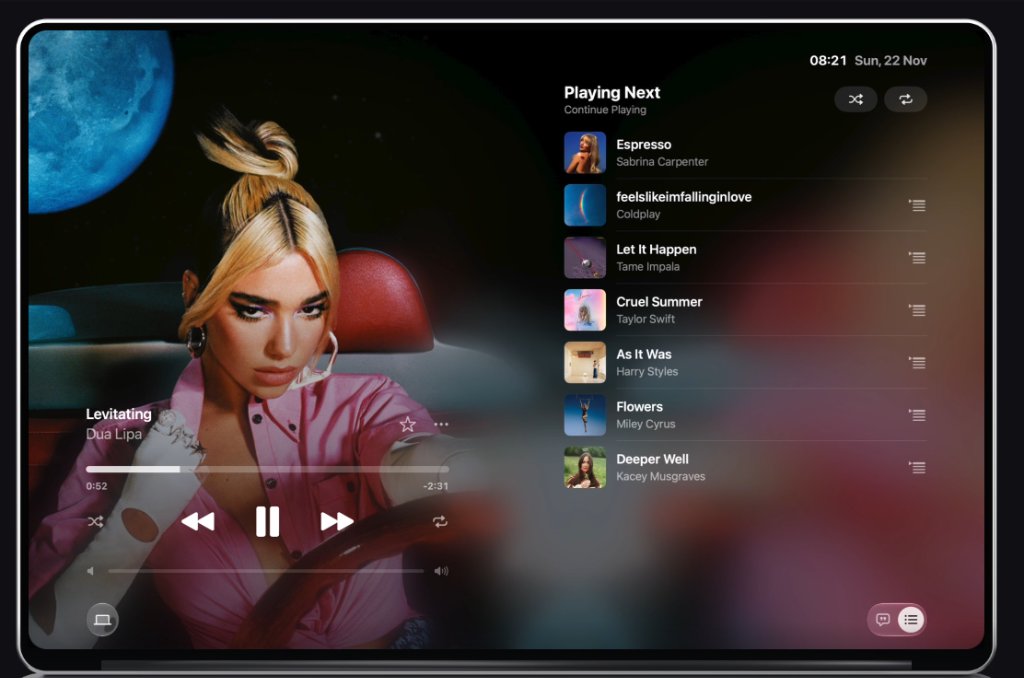 08:21 Sun, 22 Nov
Playing Next
Continue Playing
Espresso
Sabrina Carpenter
feelslikeimfallinginlove
Coldplay
Let It Happen
Tame Impala
Cruel Summer
Taylor Swift
As It Was
Harry Styles
Flowers
Miley Cyrus
Deeper Well
Kacey Musgraves
Levitating
Dua Lipa
0:52
-2:31